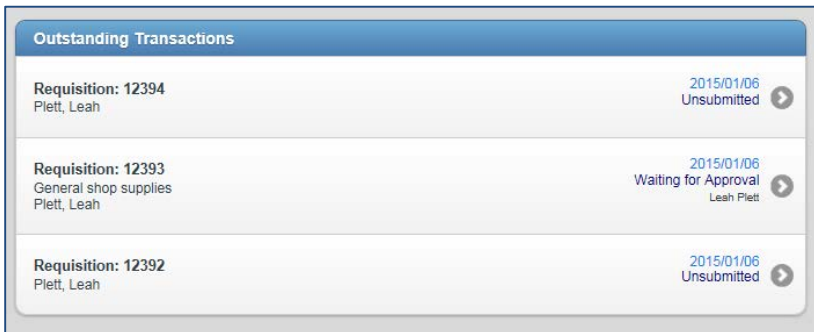 Outstanding Transactions
Requisition: 12394
Plett, Leah
2015/01/06
Unsubmitted
Requisition: 12393
General shop supplies
Plett, Leah
2015/01/06
Waiting for Approval
Leah Plett
Requisition: 12392
Plett, Leah
2015/01/06
Unsubmitted